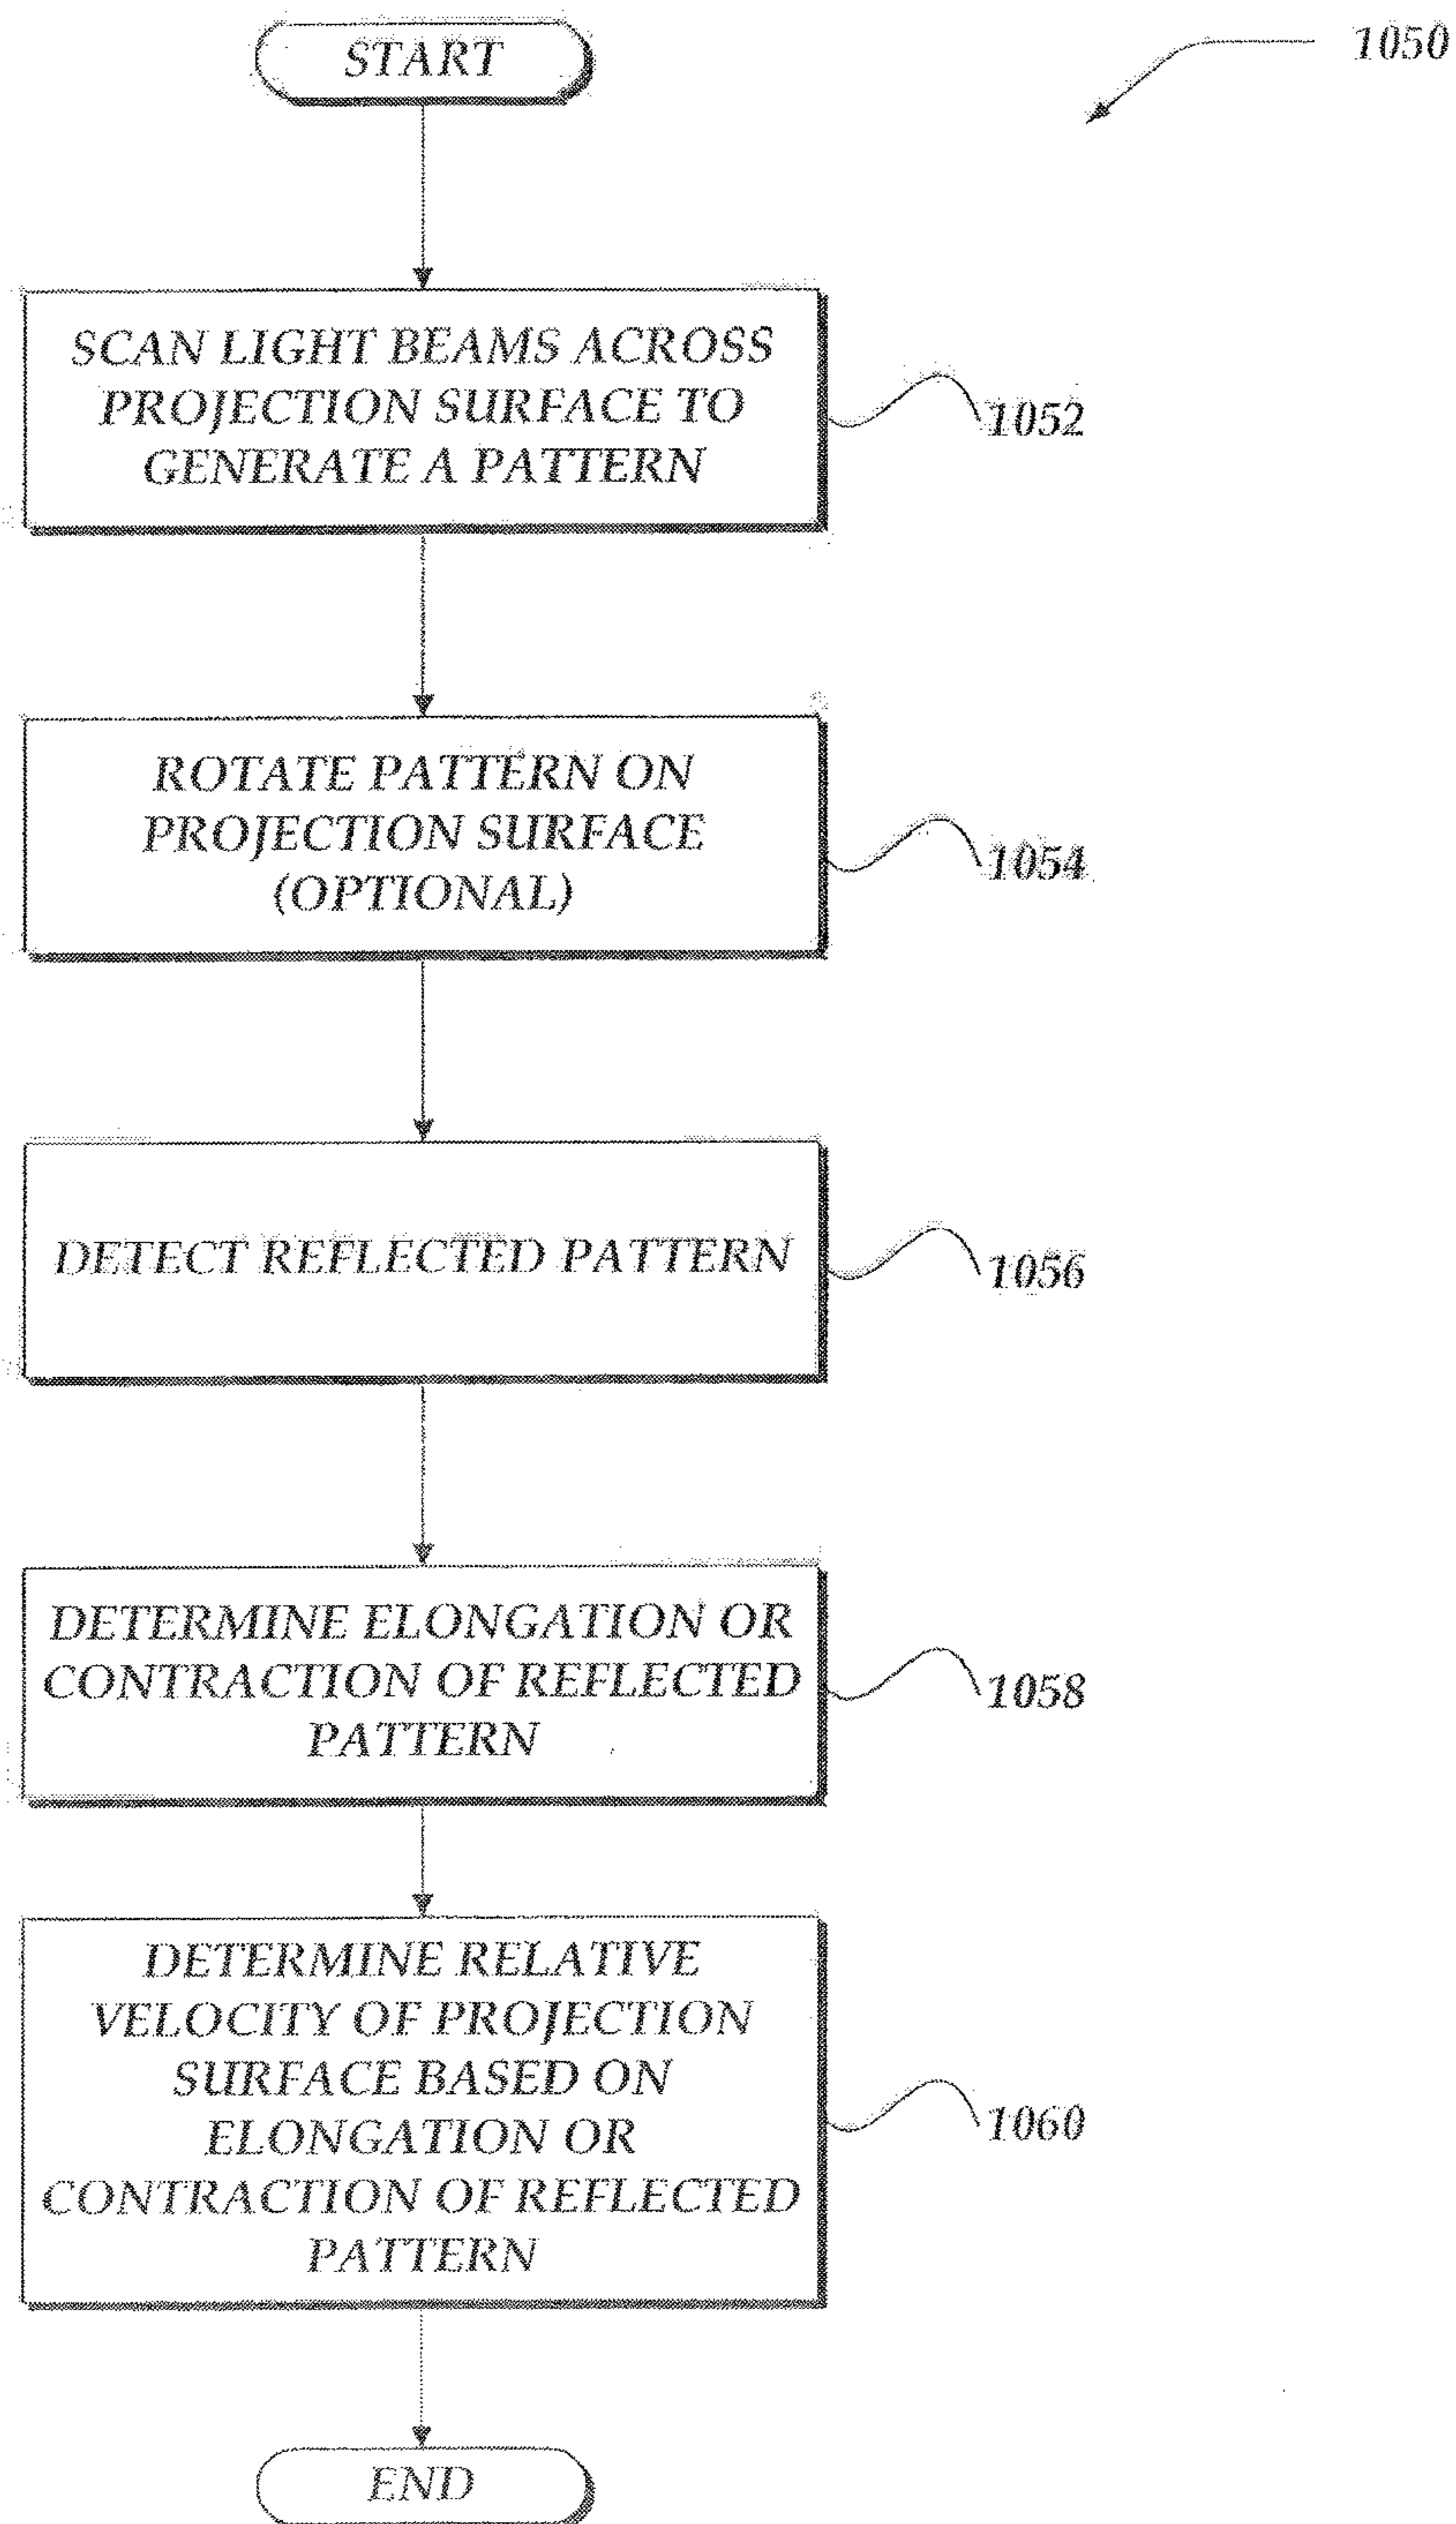 START
1050
SCAN LIGHT BEAMS ACROSS
PROJECTION SURFACE TO
GENERATE A PATTERN
1052
ROTATE PATTERN ON
PROJECTION SURFACE
(OPTIONAL)
1054
DETECT REFLECTED PATTERN
1056
DETERMINE ELONGATION OR
CONTRACTION OF REFLECTED
PATTERN
1058
DETERMINE RELATIVE
VELOCITY OF PROJECTION
SURFACE BASED ON
ELONGATION OR
CONTRACTION OF REFLECTED
PATTERN
1060
END